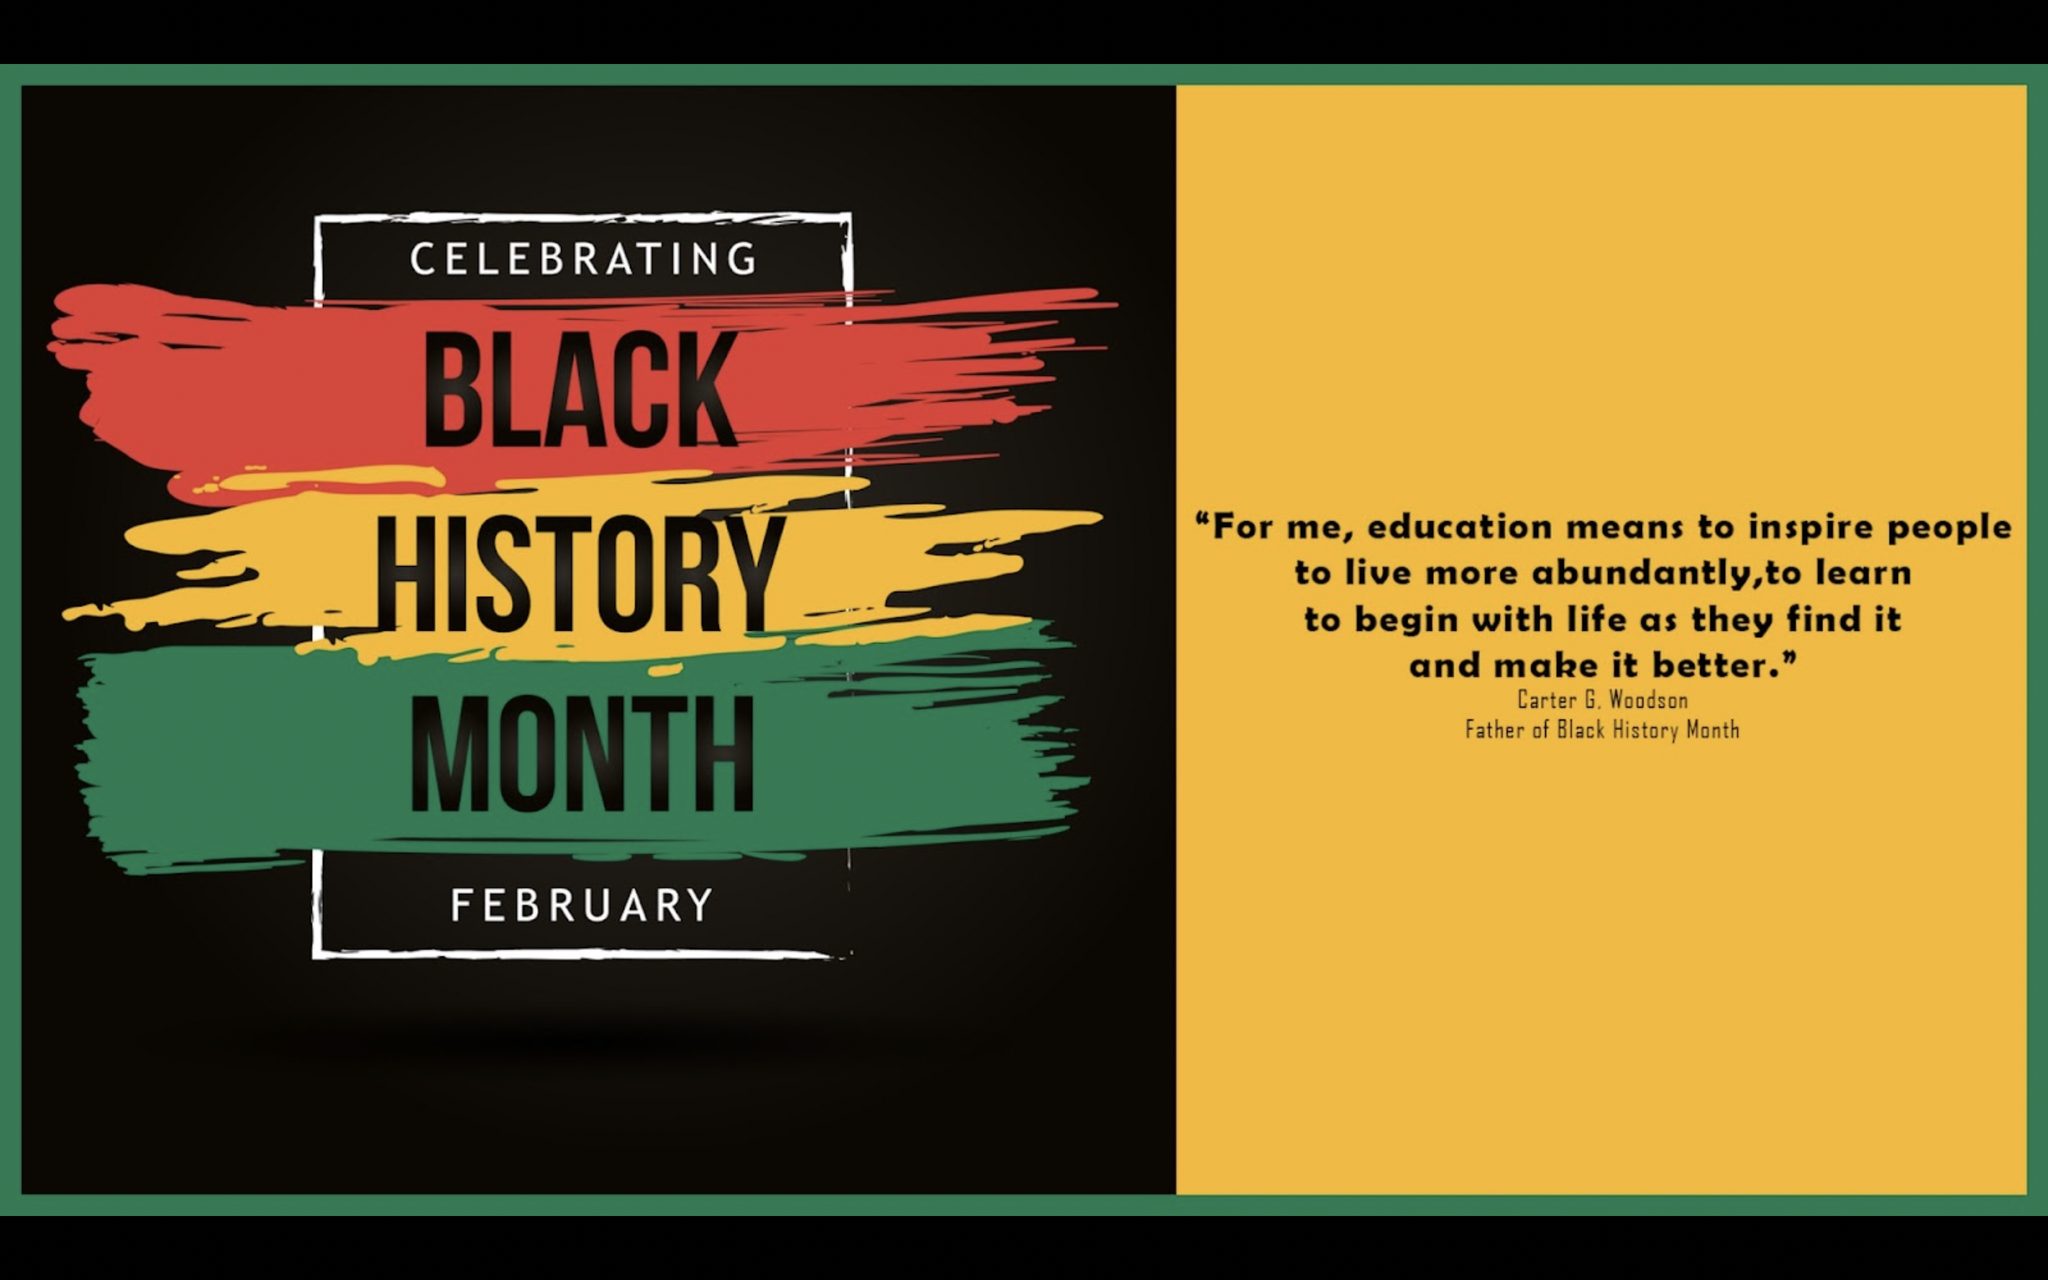 CELEBRATING
BLACK
HISTORY
MONTH
FEBRUARY
“For me, education means to inspire people
to live more abundantly,to learn
to begin with life as they find it
and make it better.”
Carter G. Woodson
Father of Black History Month